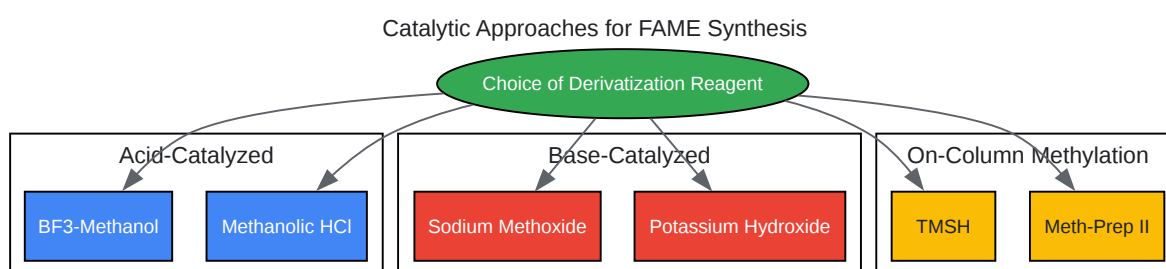 Catalytic Approaches for FAME Synthesis
Choice of Derivatization Reagent
Acid-Catalyzed
Base-Catalyzed
On-Column Methylation
BF3-Methanol
Methanolic HCl
Sodium Methoxide
Potassium Hydroxide
TMSH
Meth-Prep II